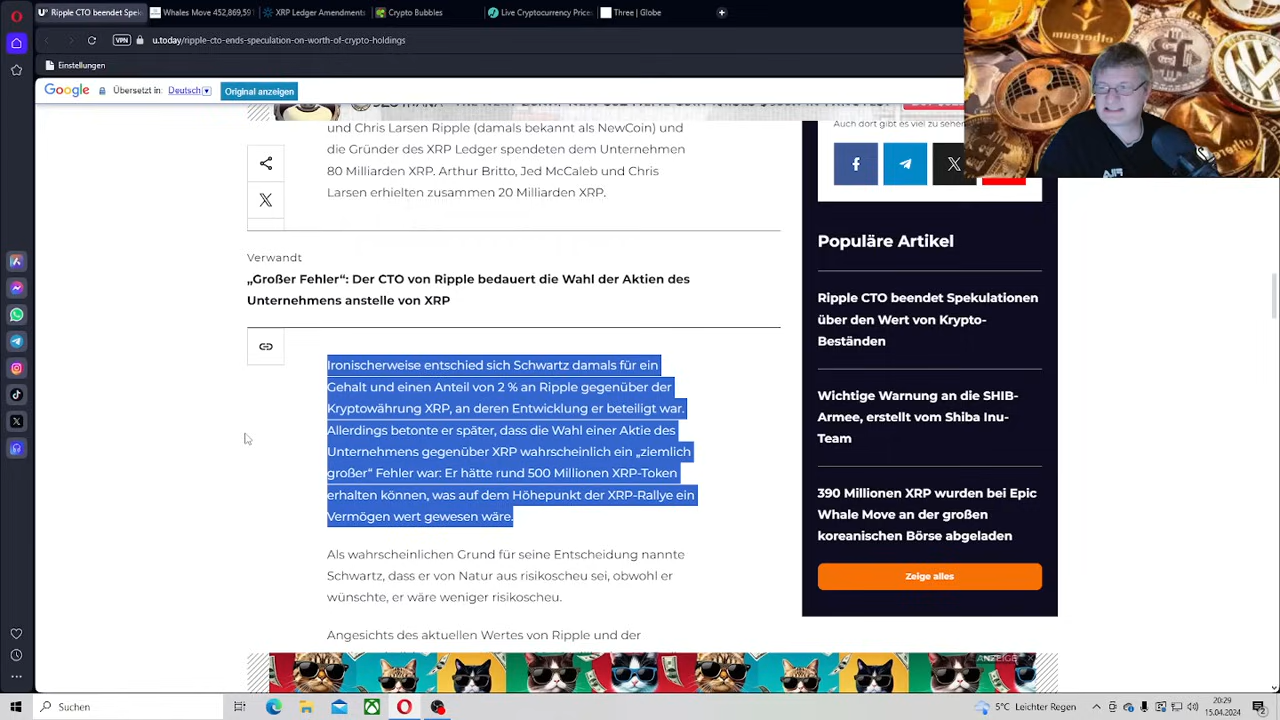 Ripple CTO beendet Spek
Whales Move 452,869,59
XRP Ledger Amendments
Crypto Bubbles
Live Cryptocurrency Price
Three | Globe
VPN
u.today/ripple-cto-ends-speculation-on-worth-of-crypto-holdings
Einstellungen
Google
Übersetzt in: Deutsch
Original anzeigen
und Chris Larsen Ripple (damals bekannt als NewCoin) und
die Gründer des XRP Ledger spendeten dem Unternehmen
80 Milliarden XRP. Arthur Britto, Jed McCaleb und Chris
Larsen erhielten zusammen 20 Milliarden XRP.
Verwandt
„Großer Fehler“: Der CTO von Ripple bedauert die Wahl der Aktien des
Unternehmens anstelle von XRP
Ironischerweise entschied sich Schwartz damals für ein
Gehalt und einen Anteil von 2 % an Ripple gegenüber der
Kryptowährung XRP, an deren Entwicklung er beteiligt war.
Allerdings betonte er später, dass die Wahl einer Aktie des
Unternehmens gegenüber XRP wahrscheinlich ein „ziemlich
großer“ Fehler war: Er hätte rund 500 Millionen XRP-Token
erhalten können, was auf dem Höhepunkt der XRP-Rallye ein
Vermögen wert gewesen wäre.
Als wahrscheinlichen Grund für seine Entscheidung nannte
Schwartz, dass er von Natur aus risikoscheu sei, obwohl er
wünschte, er wäre weniger risikoscheu.
Angesichts des aktuellen Wertes von Ripple und der
Auch dort gibt es viel zu sehen
Populäre Artikel
Ripple CTO beendet Spekulationen
über den Wert von Krypto-
Beständen
Wichtige Warnung an die SHIB-
Armee, erstellt vom Shiba Inu-
Team
390 Millionen XRP wurden bei Epic
Whale Move an der großen
koreanischen Börse abgeladen
Zeige alles
ANZEIGE
Suchen
5°C Leichter Regen
20:29
15.04.2024
2